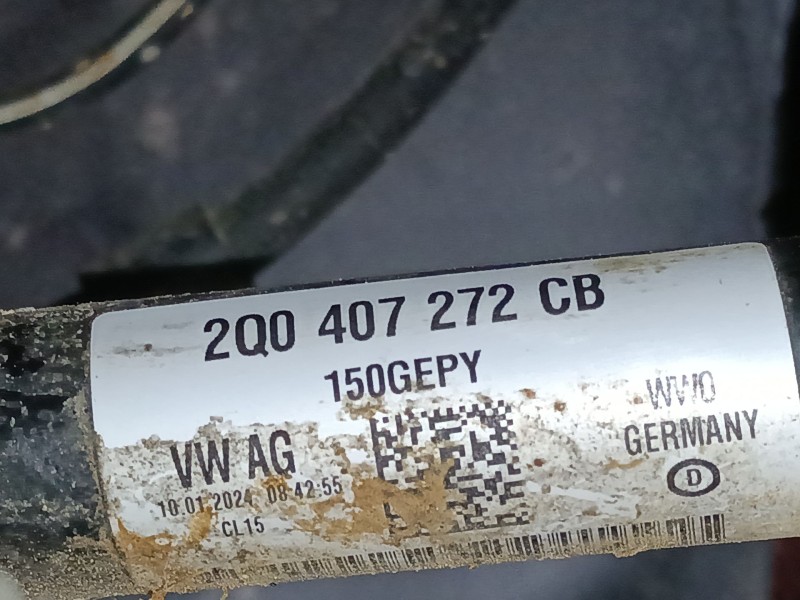 2Q0 407 272 CB
150GEPY
VW AG
10.01.2024 08:42:55
CL15
WWO
GERMANY
D